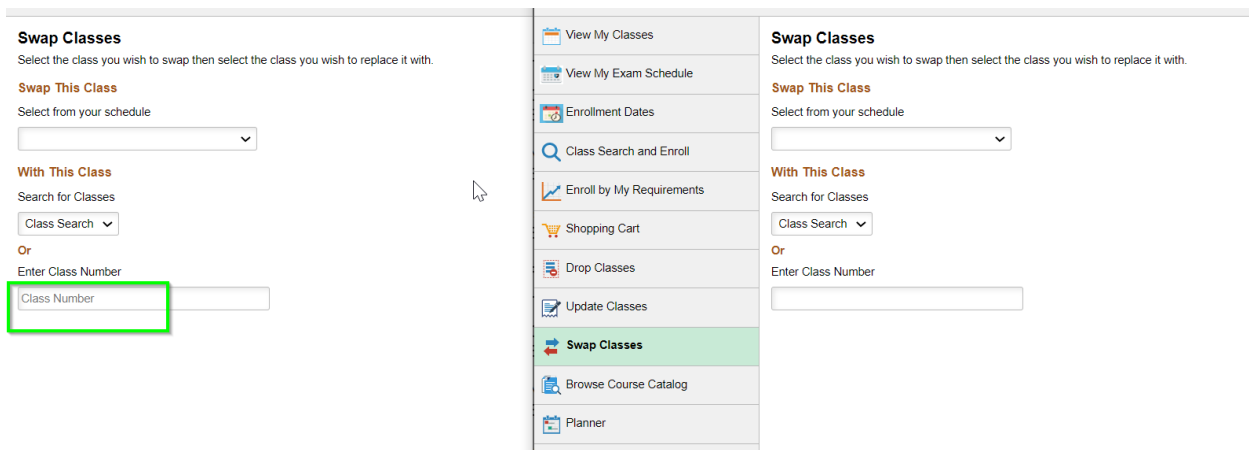 Swap Classes
Select the class you wish to swap then select the class you wish to replace it with.
Swap This Class
Select from your schedule
With This Class
Search for Classes
Class Search
Or
Enter Class Number
Class Number
View My Classes
View My Exam Schedule
Enrollment Dates
Class Search and Enroll
Enroll by My Requirements
Shopping Cart
Drop Classes
Update Classes
Swap Classes
Browse Course Catalog
Planner
Swap Classes
Select the class you wish to swap then select the class you wish to replace it with.
Swap This Class
Select from your schedule
With This Class
Search for Classes
Class Search
Or
Enter Class Number